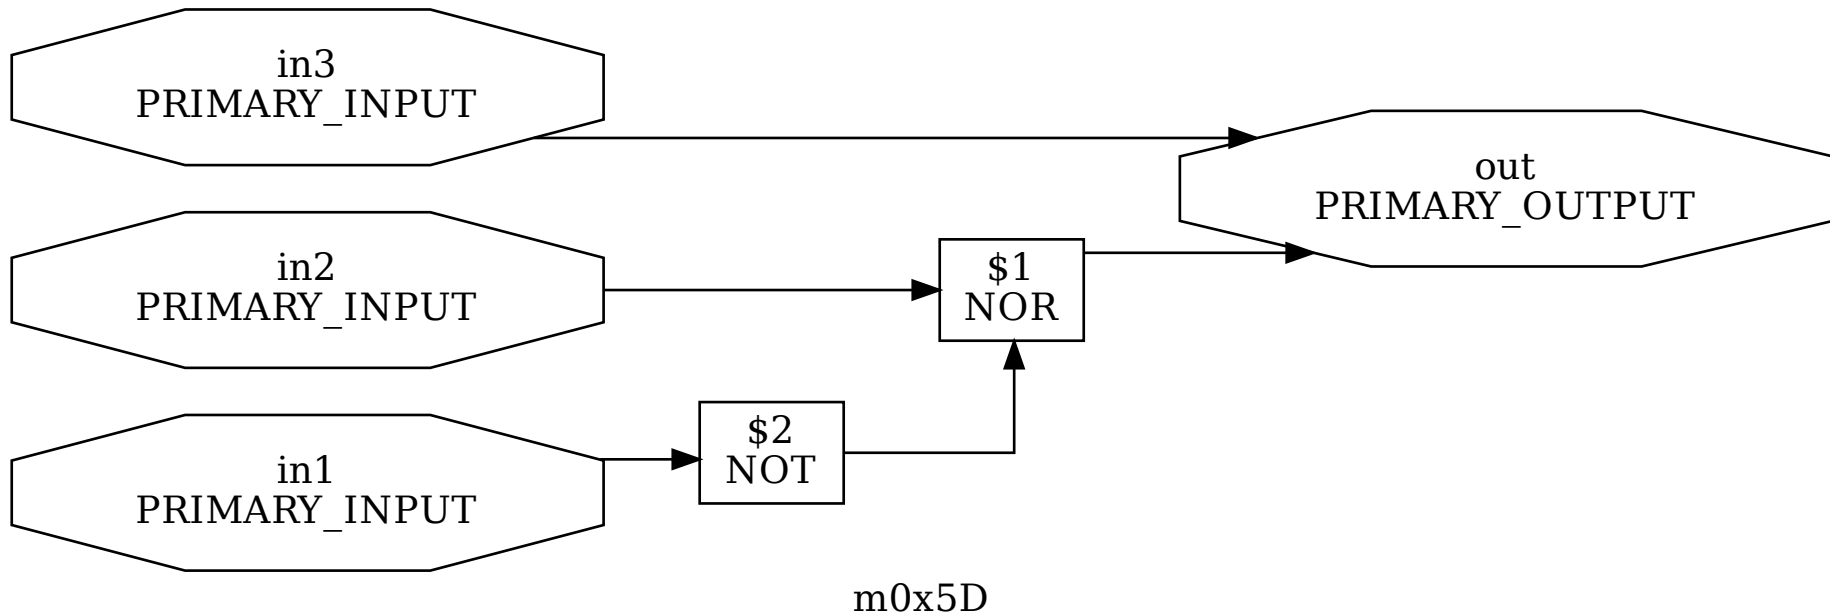 in3
PRIMARY_INPUT
out
PRIMARY_OUTPUT
in2
PRIMARY_INPUT
$1
NOR
$2
NOT
in1
PRIMARY_INPUT
m0x5D